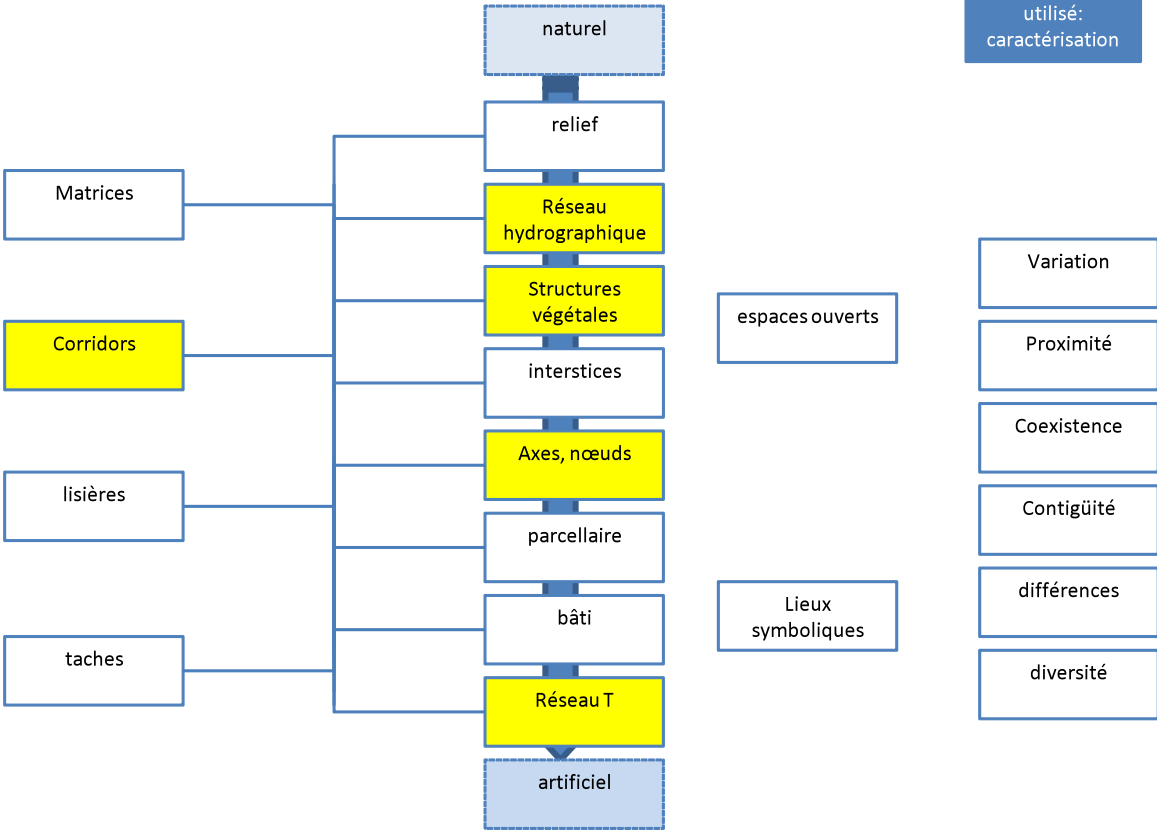 naturel
utilisé:
caractérisation
relief
Matrices
Réseau
hydrographique
Variation
Structures
végétales
espaces ouverts
Corridors
Proximité
interstices
Coexistence
Axes, nœuds
lisières
Contigüité
parcellaire
différences
bâti
Lieux
symboliques
taches
diversité
Réseau T
artificiel